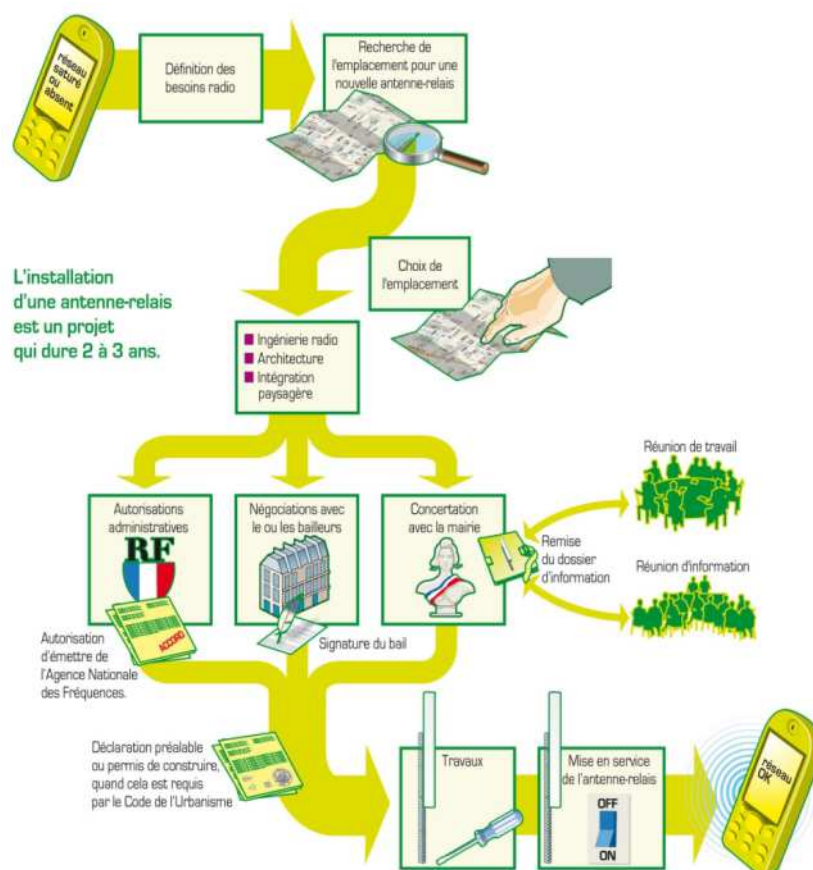 réseau
saturé
ou
absent
Définition des
besoins radio
Recherche de
l'emplacement pour une
nouvelle antenne-relais
L'installation
d'une antenne-relais
est un projet
qui dure 2 à 3 ans.
Choix de
l'emplacement
Ingénierie radio
Architecture
Intégration
paysagère
Autorisations
administratives
RF
ACCORD
Autorisation
d'émettre de
l'Agence Nationale
des Fréquences.
Négociations avec
le ou les bailleurs
Signature du bail
Concertation
avec la mairie
Remise
du dossier
d'information
Réunion de travail
Réunion d'information
Déclaration préalable
ou permis de construire,
quand cela est requis
par le Code de l'Urbanisme
Travaux
Mise en service
de l'antenne-relais
OFF
ON
réseau
OK